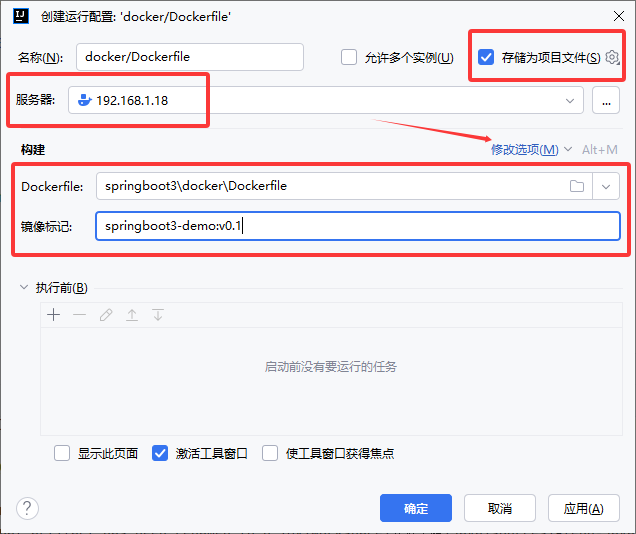 创建运行配置: 'docker/Dockerfile'
名称(N): docker/Dockerfile 允许多个实例(U) 存储为项目文件(S)
服务器: 192.168.1.18 ...
构建 修改选项(M) Alt+M
Dockerfile: springboot3\docker\Dockerfile
镜像标记: springboot3-demo:v0.1
执行前(B)
启动前没有要运行的任务
显示此页面 激活工具窗口 使工具窗口获得焦点
? 确定 取消 应用(A)